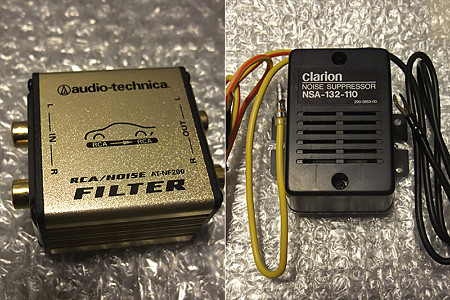 audio-technica.
L
L
IN
OUT
RCA RCA
R
R
RCA/NOISE AT-NF200
FILTER
clarion
NOISE SUPPRESSOR
NSA-132-110